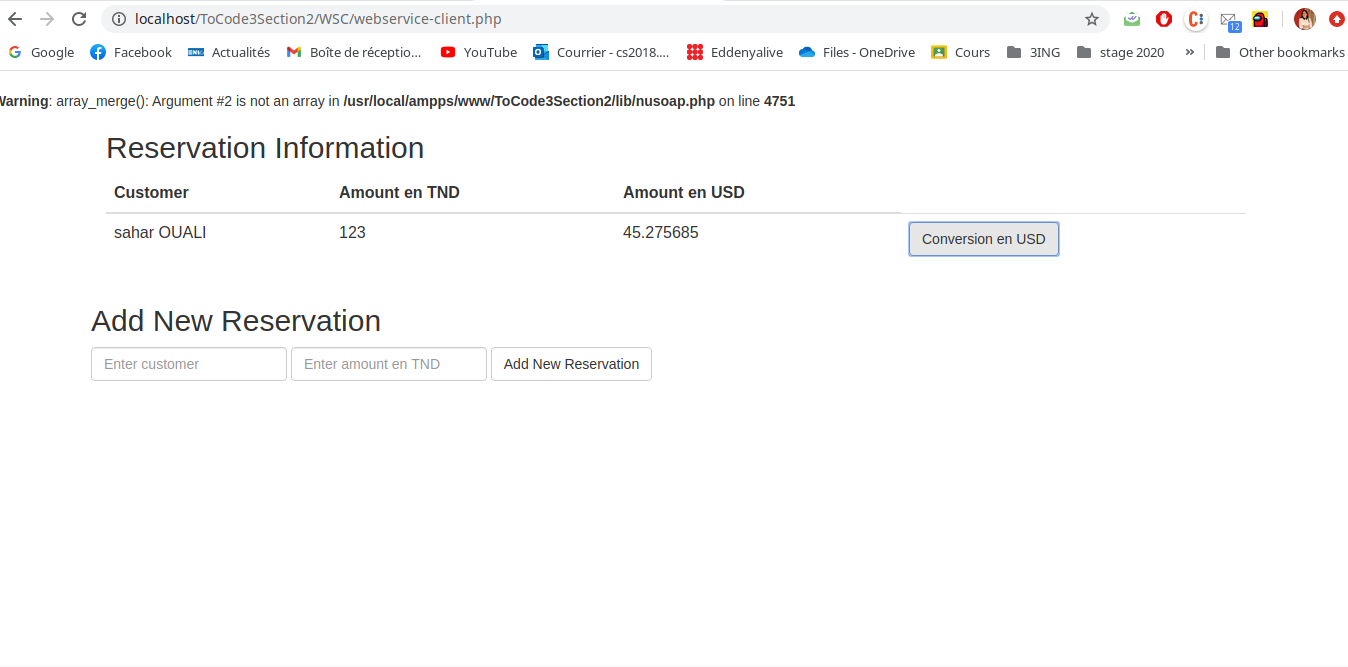 localhost/ToCode3Section2/WSC/webservice-client.php
12
Google Facebook Actualités Boîte de réceptio... YouTube Courrier - cs2018.... Eddenyalive Files - OneDrive Cours 3ING stage 2020 » Other bookmarks
Warning: array_merge(): Argument #2 is not an array in /usr/local/ampps/www/ToCode3Section2/lib/nusoap.php on line 4751
Reservation Information
Customer Amount en TND Amount en USD
sahar OUALI 123 45.275685 Conversion en USD
Add New Reservation
Enter customer Enter amount en TND Add New Reservation